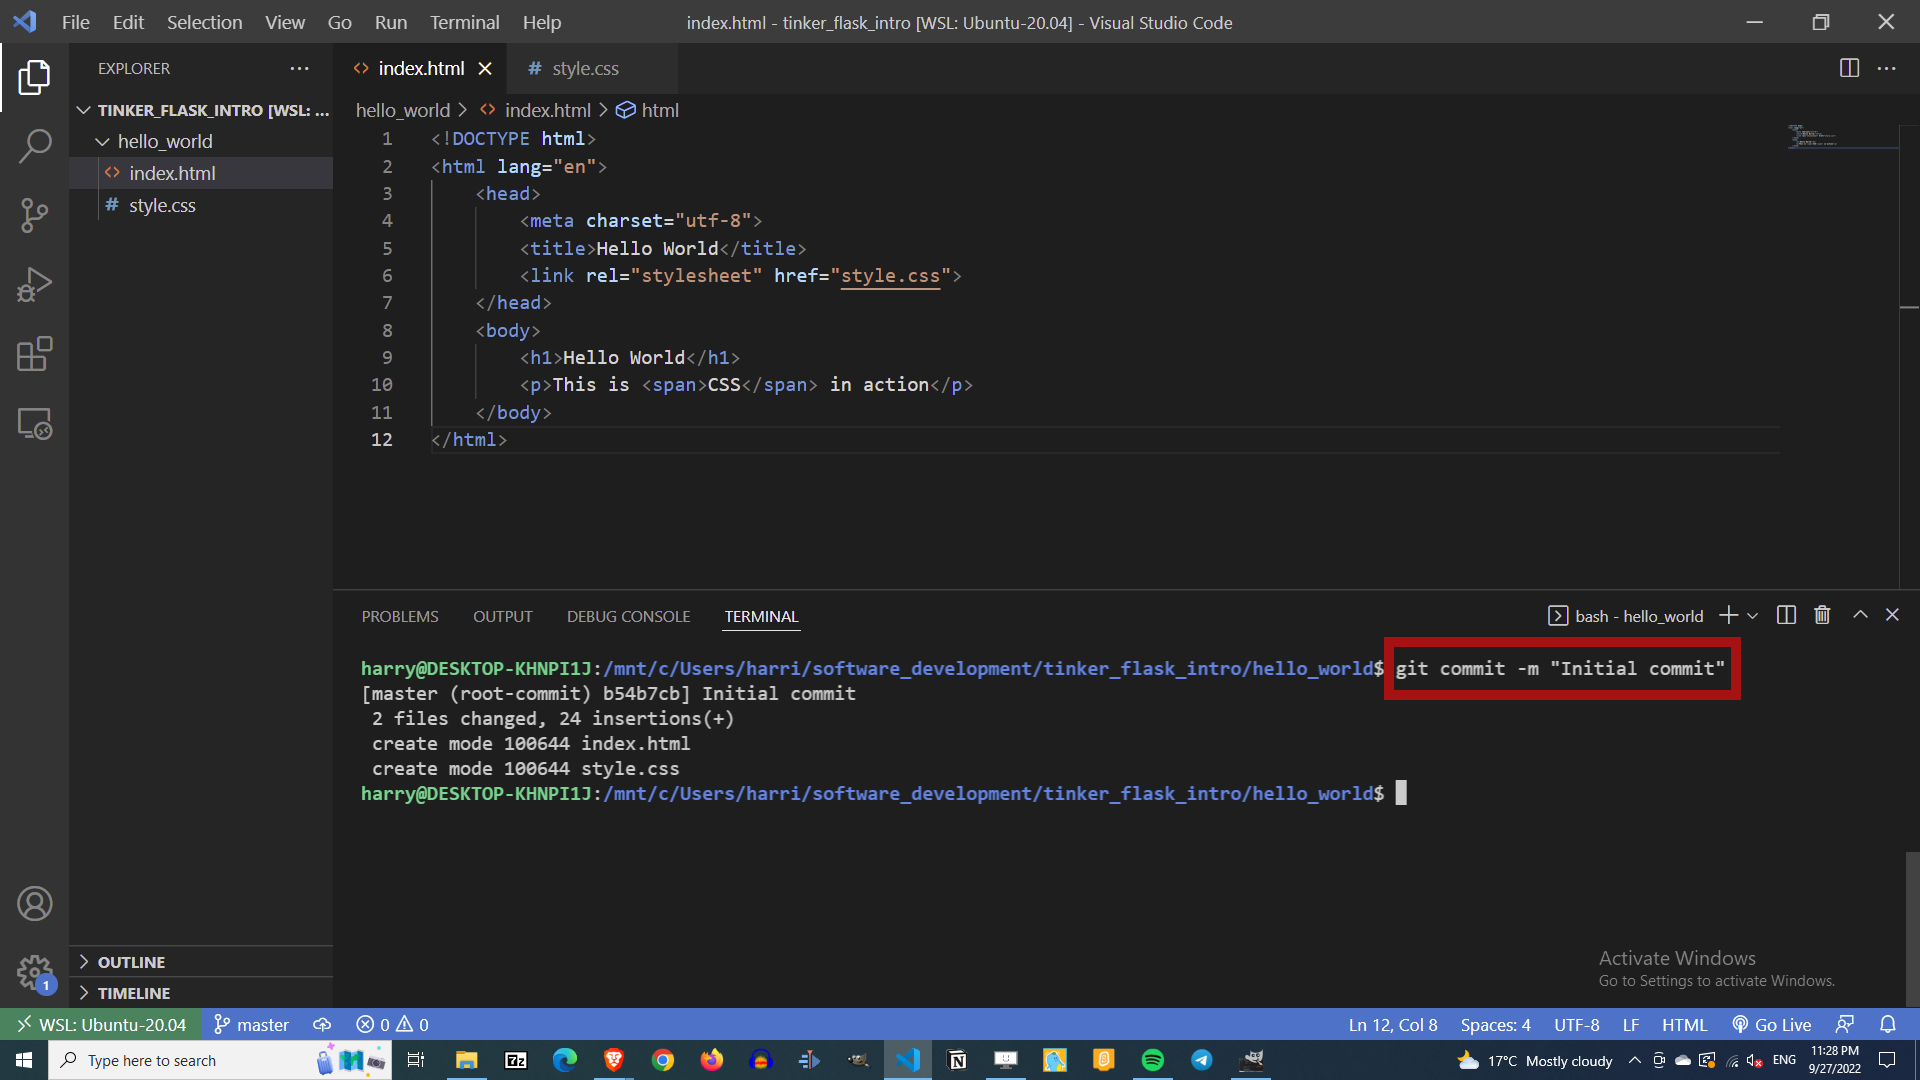 File Edit Selection View Go Run Terminal Help
index.html - tinker_flask_intro [WSL: Ubuntu-20.04] - Visual Studio Code
EXPLORER
TINKER_FLASK_INTRO [WSL: ...
hello_world
index.html
style.css
OUTLINE
TIMELINE
index.html
style.css
hello_world > index.html > html
1 <!DOCTYPE html>
2 <html lang="en">
3 <head>
4 <meta charset="utf-8">
5 <title>Hello World</title>
6 <link rel="stylesheet" href="style.css">
7 </head>
8 <body>
9 <h1>Hello World</h1>
10 <p>This is <span>CSS</span> in action</p>
11 </body>
12 </html>
PROBLEMS OUTPUT DEBUG CONSOLE TERMINAL
bash - hello_world
harry@DESKTOP-KHNPI1J:/mnt/c/Users/harri/software_development/tinker_flask_intro/hello_world$ git commit -m "Initial commit"
[master (root-commit) b54b7cb] Initial commit
2 files changed, 24 insertions(+)
create mode 100644 index.html
create mode 100644 style.css
harry@DESKTOP-KHNPI1J:/mnt/c/Users/harri/software_development/tinker_flask_intro/hello_world$
Activate Windows
Go to Settings to activate Windows.
1
WSL: Ubuntu-20.04 master 0 0
Ln 12, Col 8 Spaces: 4 UTF-8 LF HTML Go Live
Type here to search
17°C Mostly cloudy
ENG
11:28 PM
9/27/2022